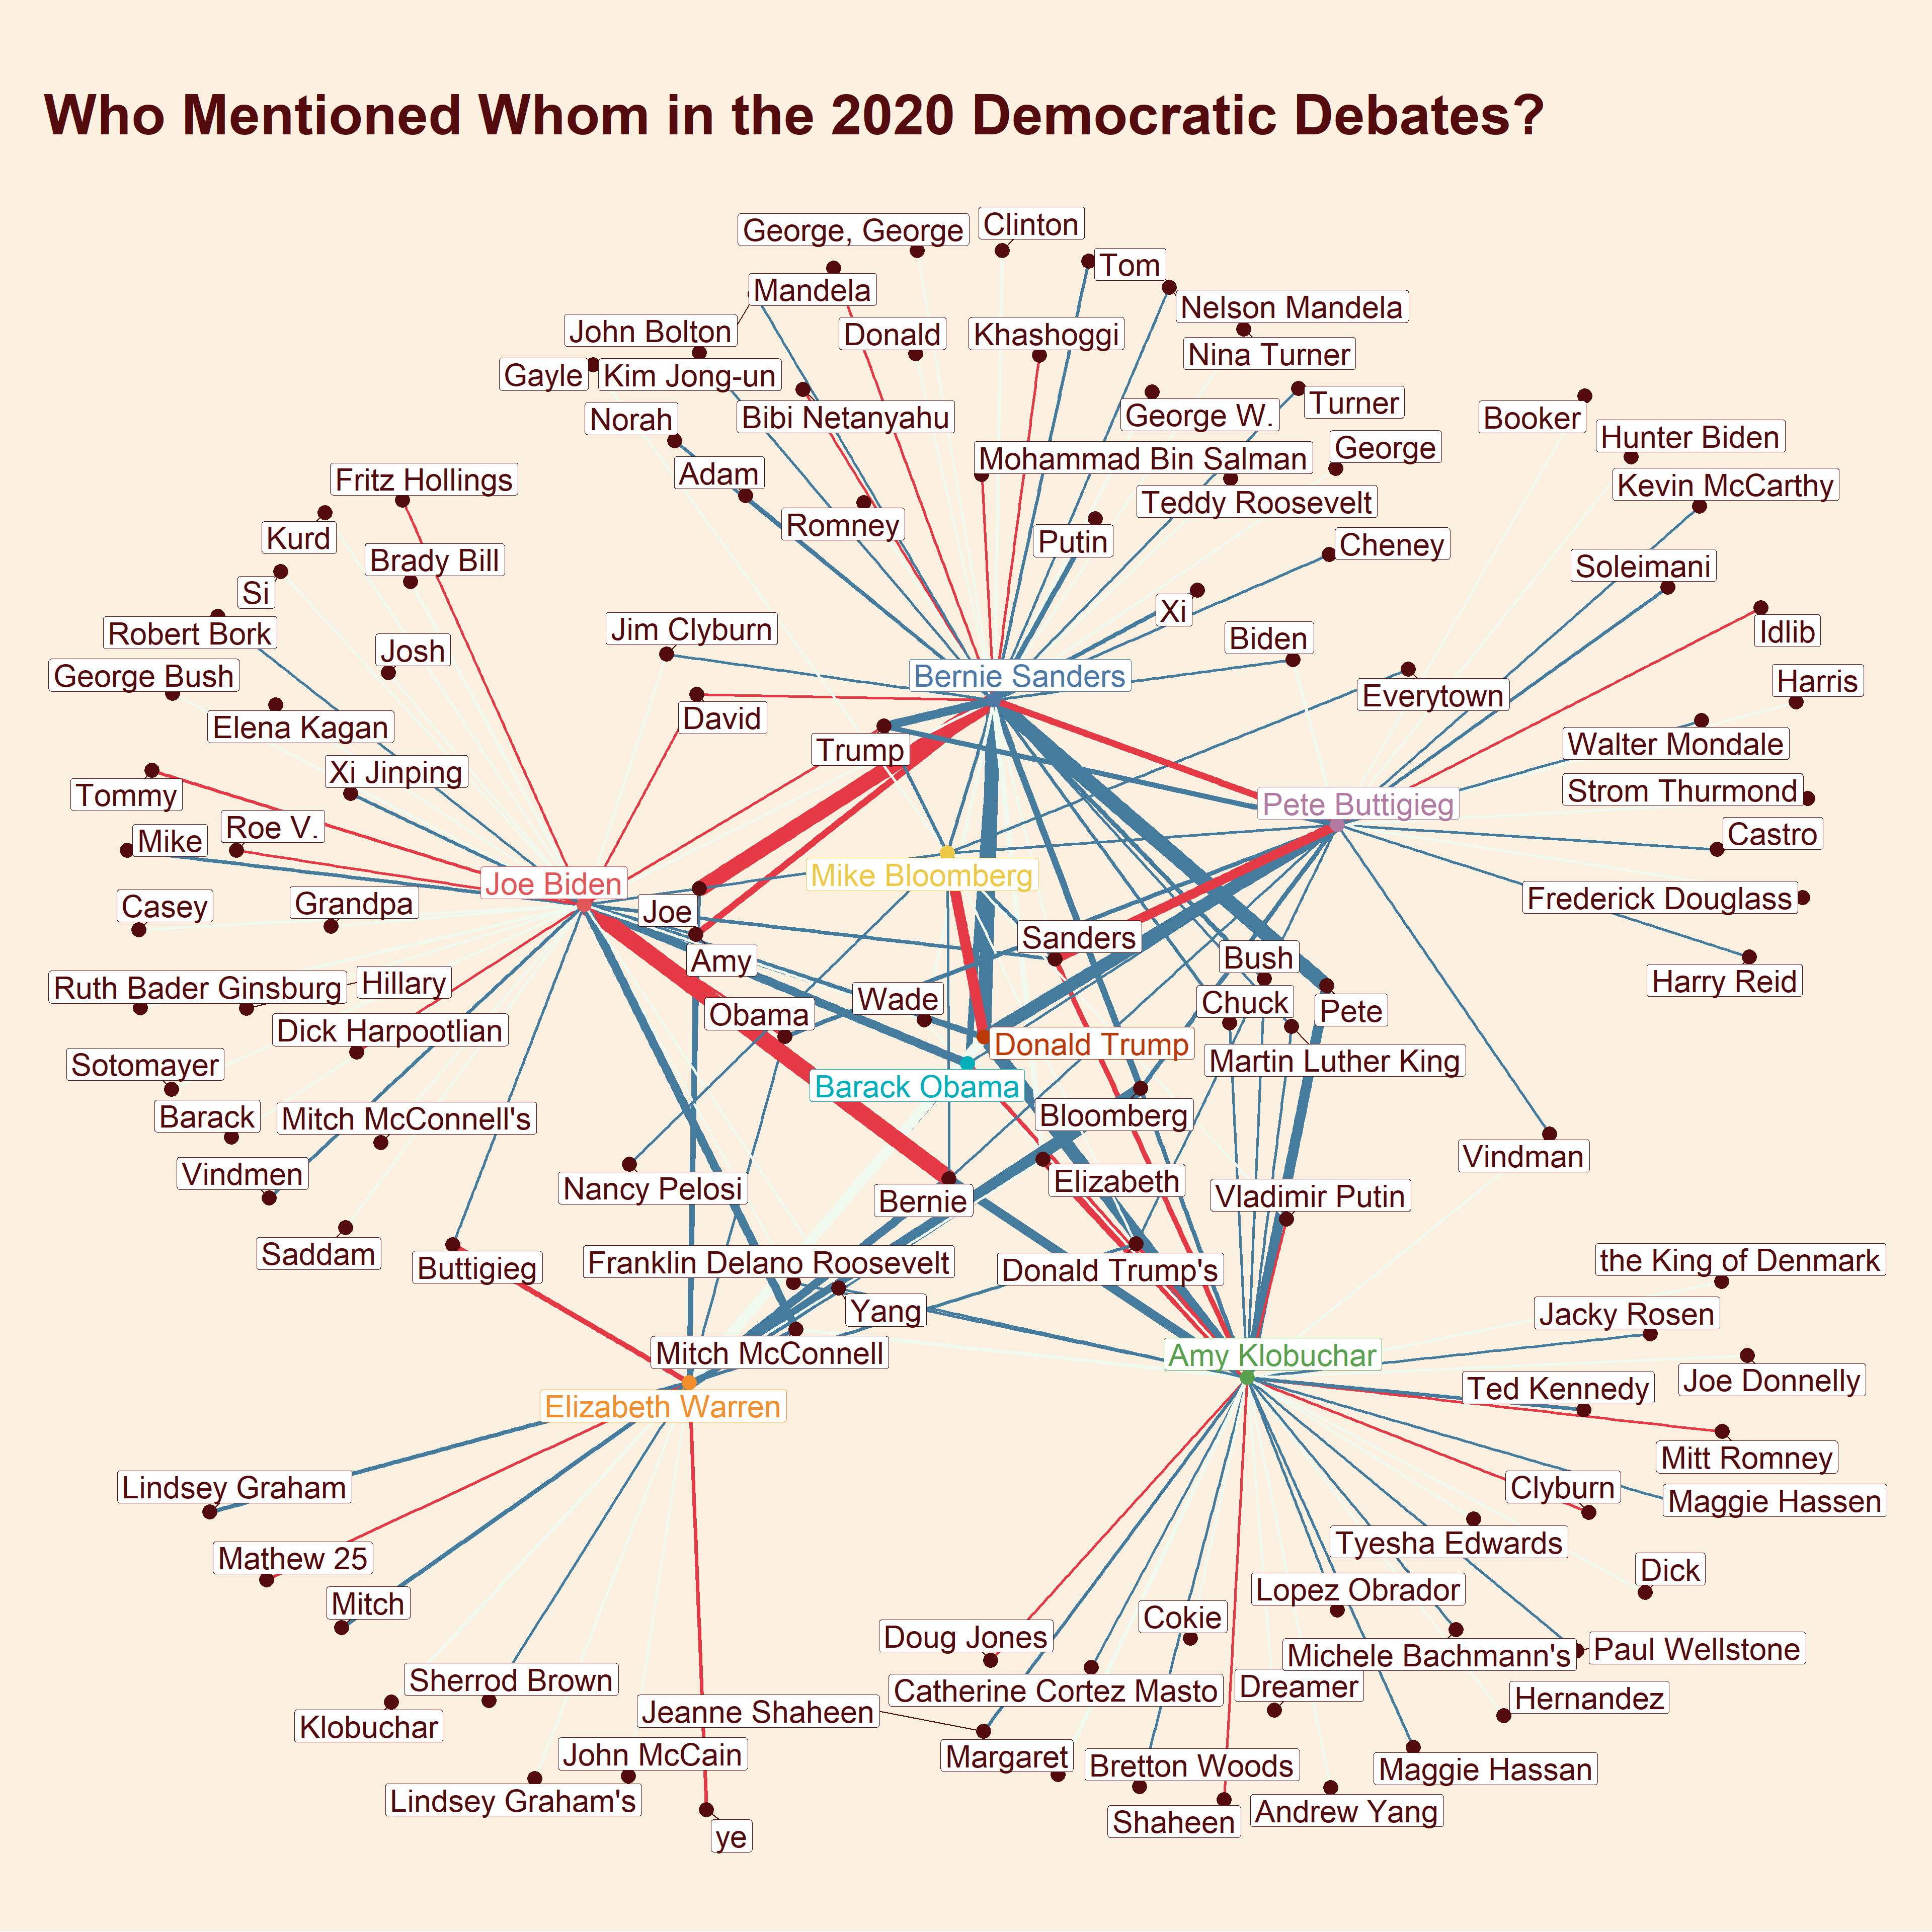 Who Mentioned Whom in the 2020 Democratic Debates?
Clinton
George, George
Tom
Mandela
Nelson Mandela
John Bolton
Donald
Khashoggi
Nina Turner
Gayle
Kim Jong-un
Turner
Bibi Netanyahu
George W.
Booker
Norah
Hunter Biden
George
Mohammad Bin Salman
Adam
Fritz Hollings
Kevin McCarthy
Teddy Roosevelt
Romney
Kurd
Putin
Cheney
Brady Bill
Soleimani
Si
Xi
Robert Bork
Jim Clyburn
Idlib
Biden
Josh
George Bush
Bernie Sanders
Harris
Everytown
David
Elena Kagan
Walter Mondale
Trump
Xi Jinping
Strom Thurmond
Tommy
Pete Buttigieg
Roe V.
Castro
Mike
Mike Bloomberg
Joe Biden
Frederick Douglass
Grandpa
Casey
Joe
Sanders
Bush
Amy
Harry Reid
Hillary
Ruth Bader Ginsburg
Wade
Chuck
Pete
Obama
Dick Harpootlian
Donald Trump
Martin Luther King
Sotomayer
Barack Obama
Barack
Mitch McConnell's
Bloomberg
Vindman
Vindmen
Elizabeth
Nancy Pelosi
Vladimir Putin
Bernie
Saddam
the King of Denmark
Franklin Delano Roosevelt
Buttigieg
Donald Trump's
Yang
Jacky Rosen
Mitch McConnell
Amy Klobuchar
Joe Donnelly
Ted Kennedy
Elizabeth Warren
Mitt Romney
Lindsey Graham
Clyburn
Maggie Hassen
Tyesha Edwards
Mathew 25
Dick
Lopez Obrador
Mitch
Cokie
Doug Jones
Paul Wellstone
Michele Bachmann's
Sherrod Brown
Dreamer
Catherine Cortez Masto
Hernandez
Jeanne Shaheen
Klobuchar
John McCain
Margaret
Bretton Woods
Maggie Hassan
Lindsey Graham's
Andrew Yang
Shaheen
ye